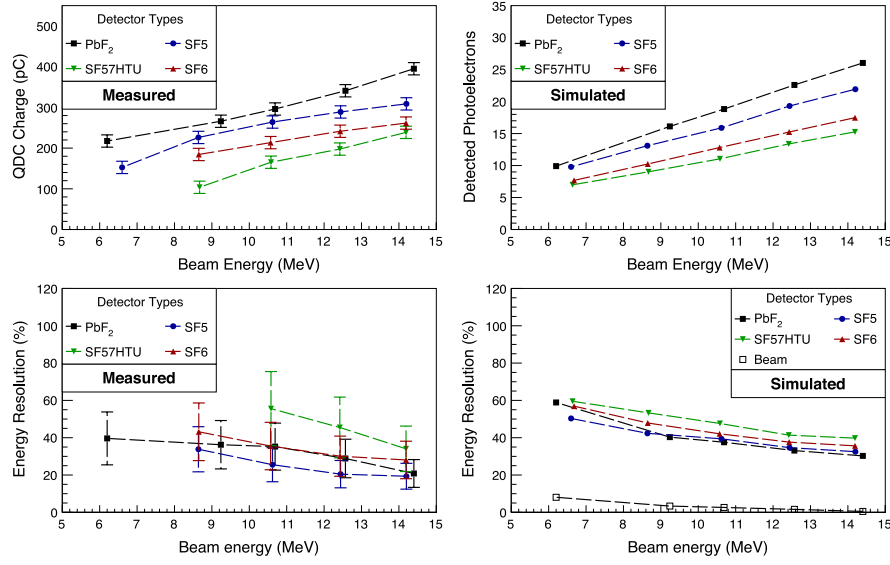 Detector Types
PbF2 SF5
SF57HTU SF6
Measured
QDC Charge (pC)
0 100 200 300 400 500
5 6 7 8 9 10 11 12 13 14 15
Beam Energy (MeV)
Detector Types
PbF2 SF5
SF57HTU SF6
Simulated
Detected Photoelectrons
0 5 10 15 20 25 30 35
5 6 7 8 9 10 11 12 13 14 15
Beam Energy (MeV)
Detector Types
PbF2 SF5
SF57HTU SF6
Measured
Energy Resolution (%)
0 20 40 60 80 100 120
5 6 7 8 9 10 11 12 13 14 15
Beam energy (MeV)
Detector Types
PbF2 SF5
SF57HTU SF6
Beam
Simulated
Energy Resolution (%)
0 20 40 60 80 100 120
5 6 7 8 9 10 11 12 13 14 15
Beam energy (MeV)